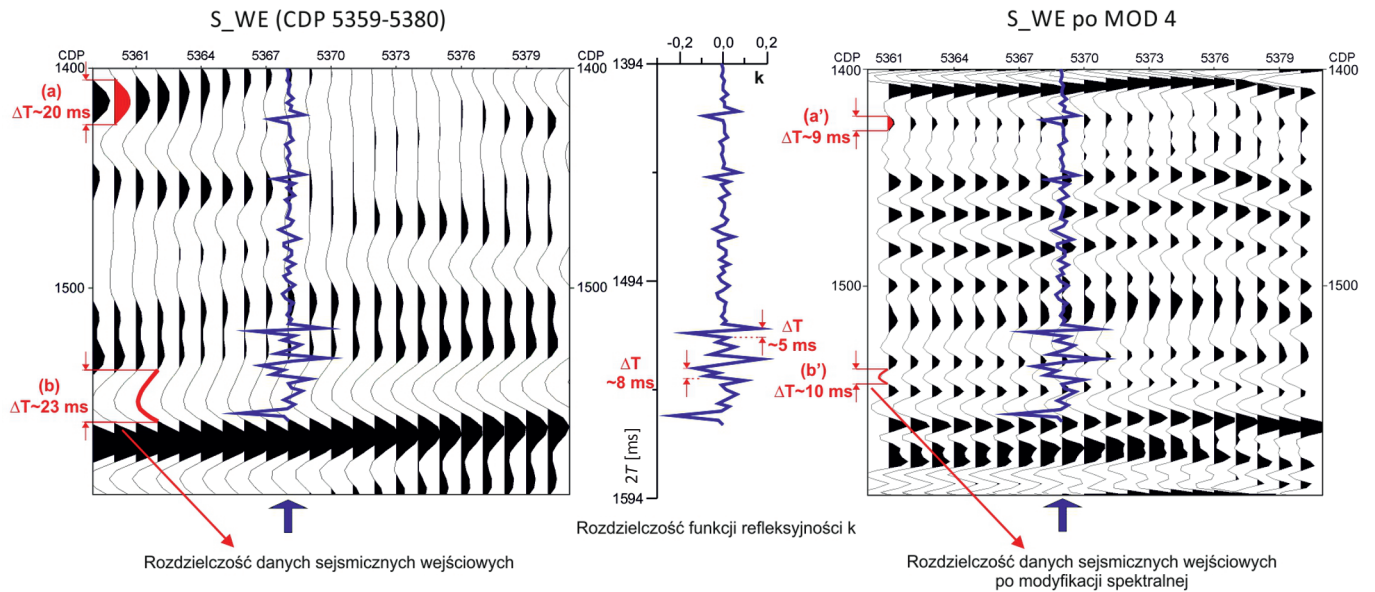 S_WE (CDP 5359-5380)
CDP 5361 5364 5367 5370 5373 5376 5379 CDP
1400 1400
(a)
ΔT~20 ms
1500 1500
(b)
ΔT~23 ms
Rozdzielczość danych sejsmicznych wejściowych
-0,2 0,0 0,2
k
1394
1494
ΔT
~5 ms
ΔT
~8 ms
2T [ms]
1594
Rozdzielczość funkcji refleksyjności k
S_WE po MOD 4
CDP 5361 5364 5367 5370 5373 5376 5379 CDP
1400 1400
(a')
ΔT~9 ms
1500 1500
(b')
ΔT~10 ms
Rozdzielczość danych sejsmicznych wejściowych
po modyfikacji spektralnej